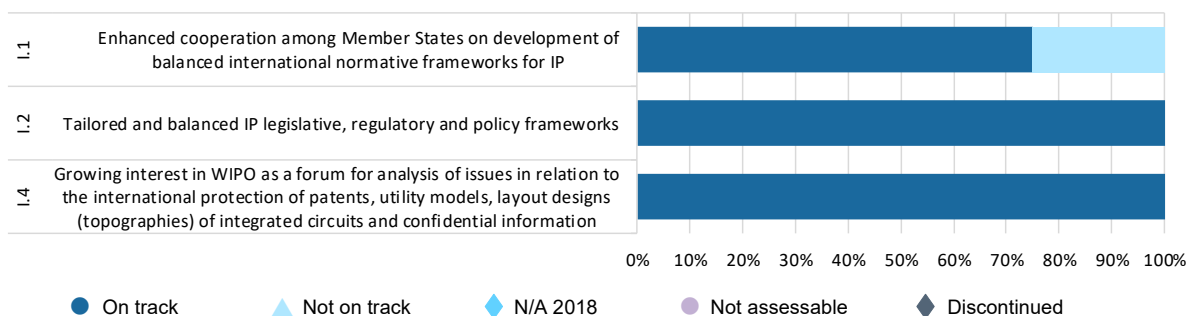 I.1
Enhanced cooperation among Member States on development of
balanced international normative frameworks for IP
I.2
Tailored and balanced IP legislative, regulatory and policy frameworks
I.4
Growing interest in WIPO as a forum for analysis of issues in relation to
the international protection of patents, utility models, layout designs
(topographies) of integrated circuits and confidential information
0% 10% 20% 30% 40% 50% 60% 70% 80% 90% 100%
On track Not on track N/A 2018 Not assessable Discontinued